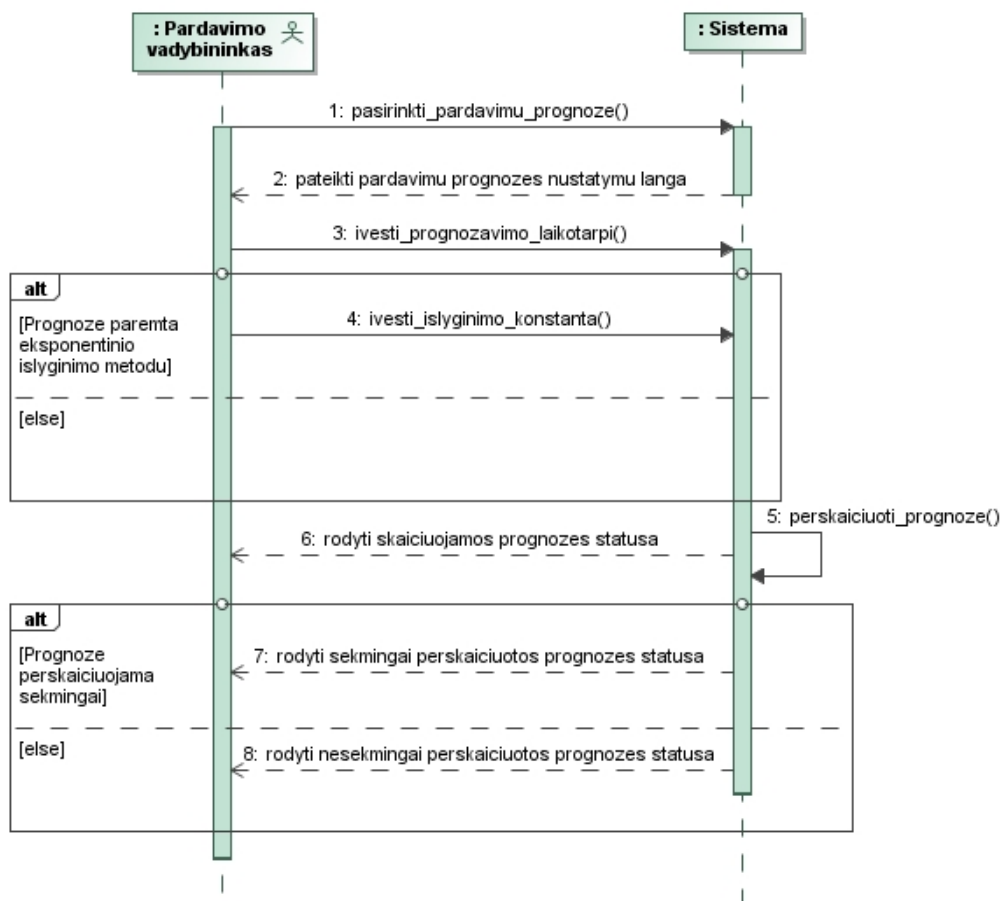 : Pardavimo
vadybininkas
: Sistema
1: pasirinkti_pardavimu_prognoze()
2: pateikti pardavimu prognozes nustatymu langa
3: ivesti_prognozavimo_laikotarpi()
alt
[Prognoze paremta
eksponentinio
islyginimo metodu]
4: ivesti_islyginimo_konstanta()
[else]
5: perskaiciuoti_prognoze()
6: rodyti skaiciuojamos prognozes statusa
alt
[Prognoze
perskaiciuojama
sekmingai]
7: rodyti sekmingai perskaiciuotos prognozes statusa
[else]
8: rodyti nesekmingai perskaiciuotos prognozes statusa